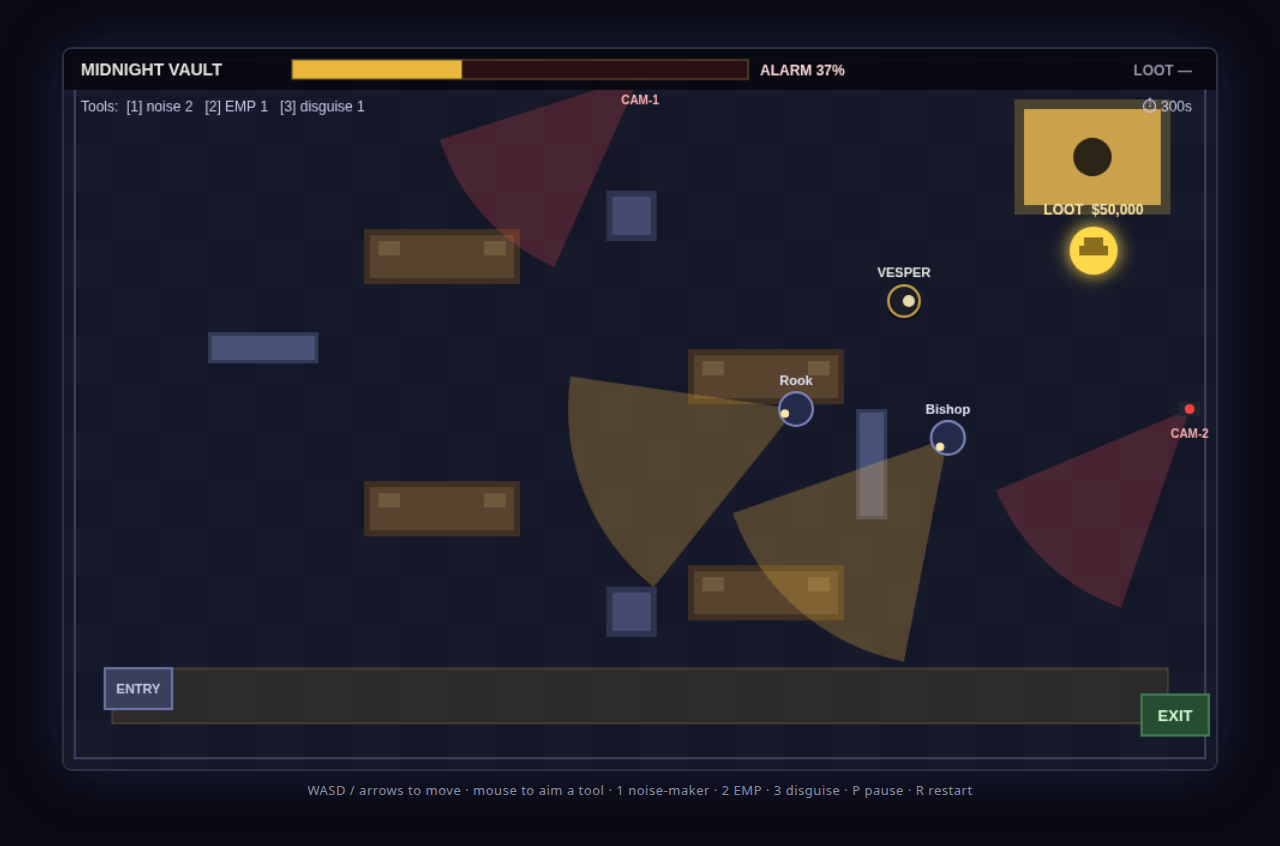 MIDNIGHT VAULT
ALARM 37%
LOOT —
Tools: [1] noise 2 [2] EMP 1 [3] disguise 1
CAM-1
⏱ 300s
LOOT $50,000
VESPER
Rook
Bishop
CAM-2
ENTRY
EXIT
WASD / arrows to move · mouse to aim a tool · 1 noise-maker · 2 EMP · 3 disguise · P pause · R restart